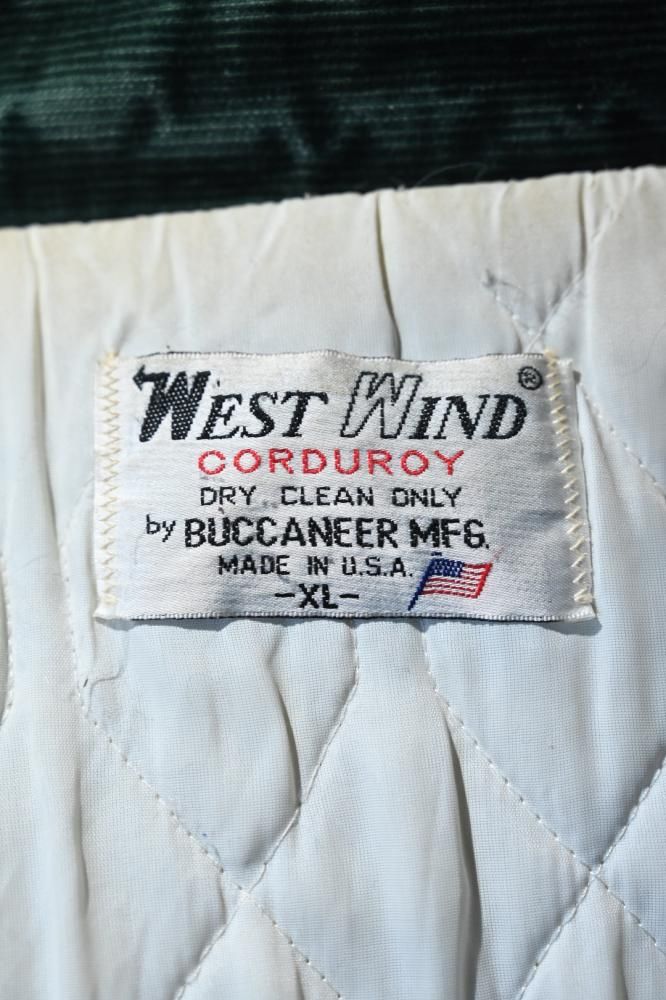 WEST WIND®
CORDUROY
DRY CLEAN ONLY
by BUCCANEER MFG.
MADE IN U.S.A.
-XL-